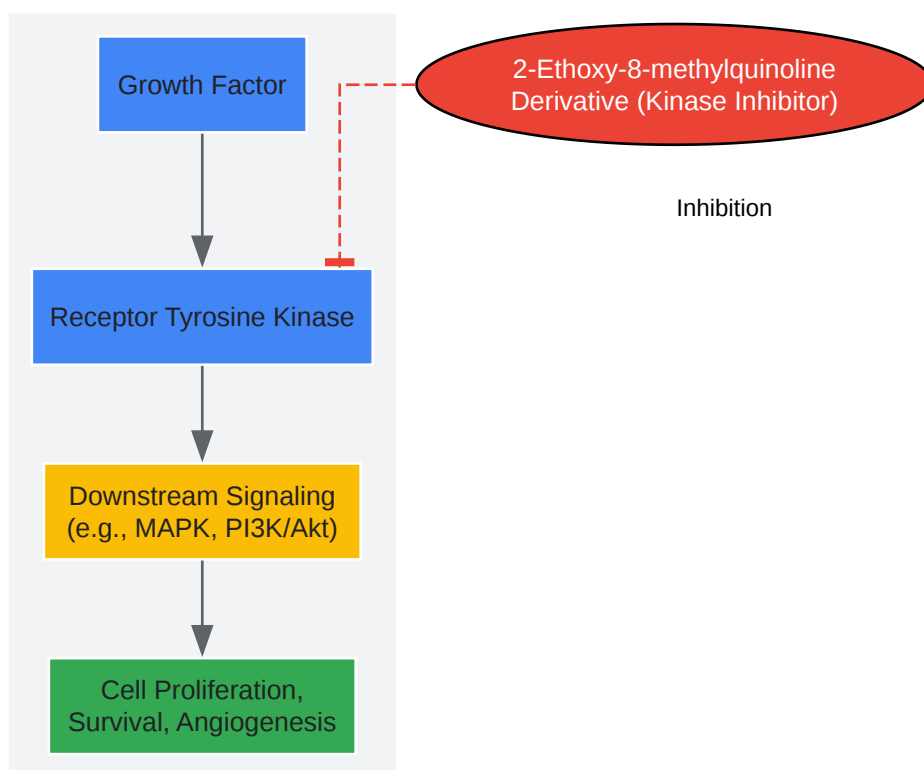 Growth Factor
2-Ethoxy-8-methylquinoline
Derivative (Kinase Inhibitor)
Inhibition
Receptor Tyrosine Kinase
Downstream Signaling
(e.g., MAPK, PI3K/Akt)
Cell Proliferation,
Survival, Angiogenesis